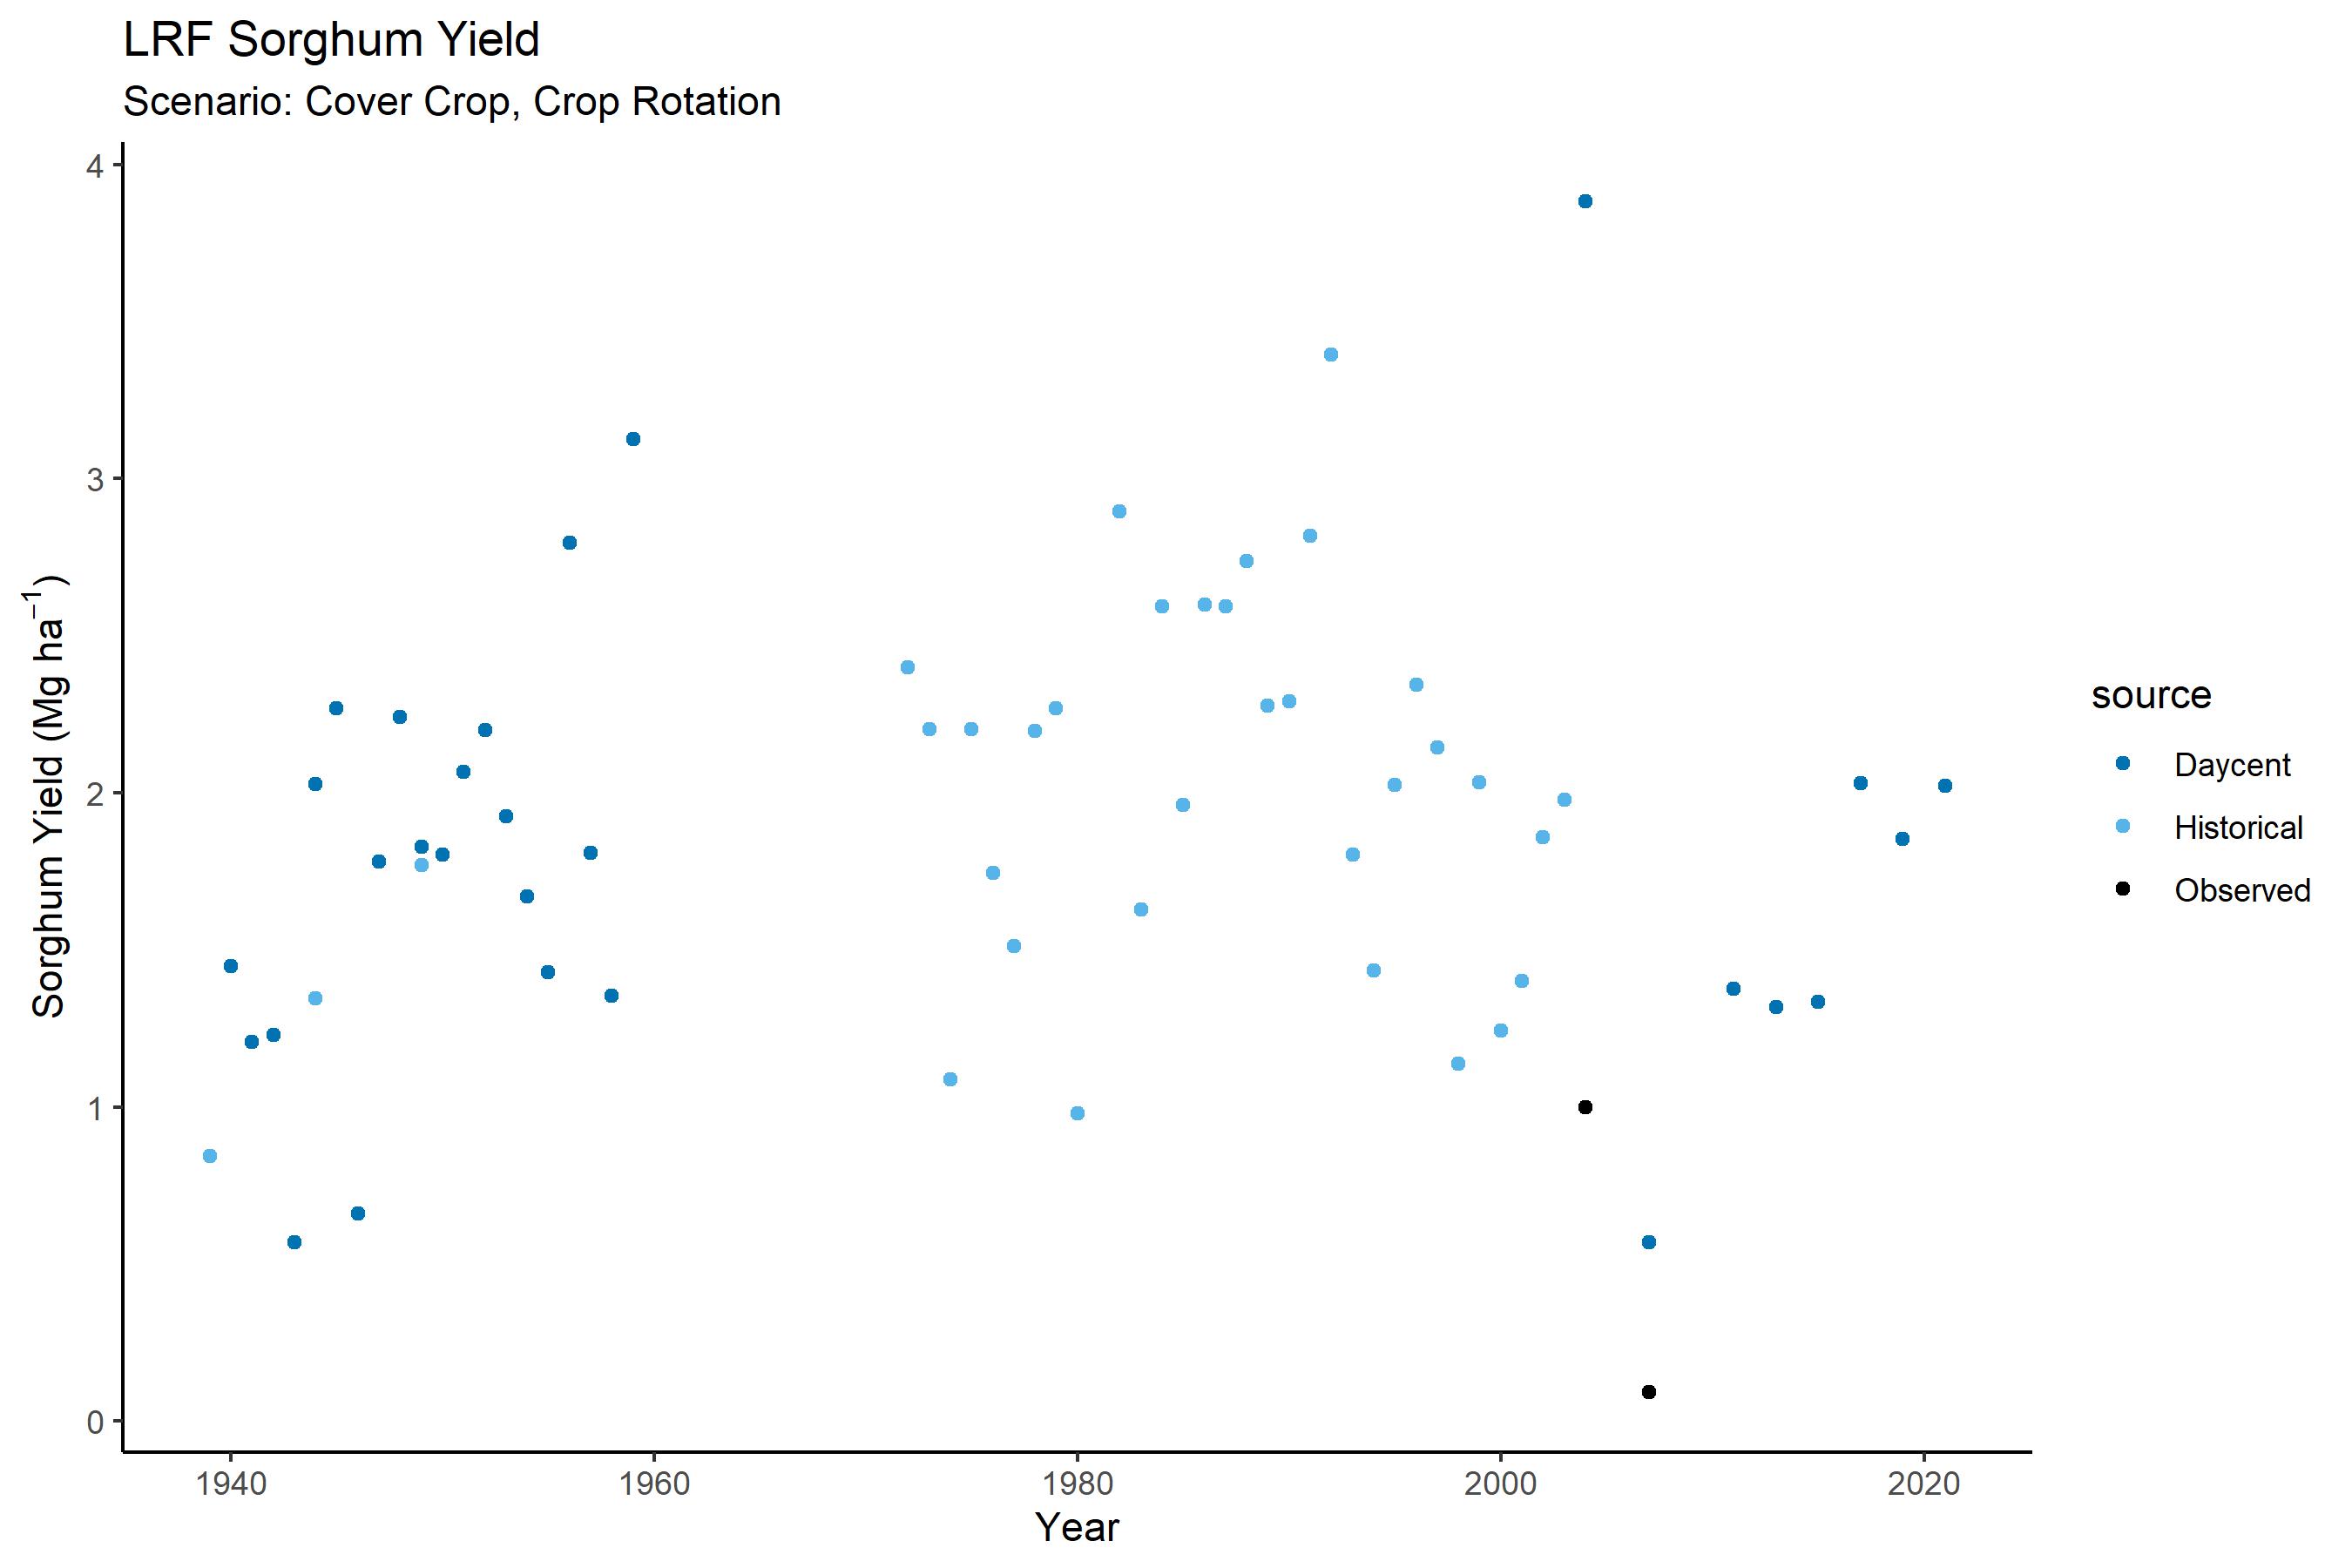 LRF Sorghum Yield
Scenario: Cover Crop, Crop Rotation
4
3
2
1
0
Sorghum Yield (Mg ha⁻¹)
1940
1960
1980
2000
2020
Year
source
Daycent
Historical
Observed